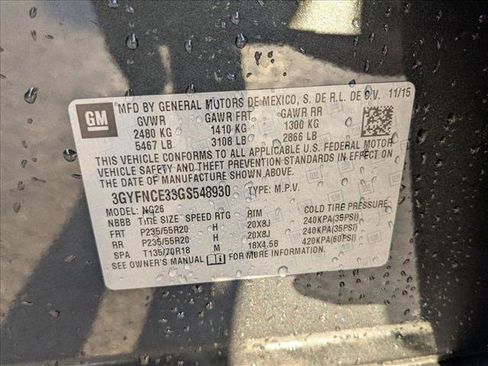 MFD BY GENERAL MOTORS DE MEXICO, S. DE R.L. DE C.V. 11/15
GM
GVWR GAWR FRT GAWR RR
2480 KG 1410 KG 1300 KG
5467 LB 3108 LB 2866 LB
THIS VEHICLE CONFORMS TO ALL APPLICABLE U.S. FEDERAL
VEHICLE SAFETY AND THEFT PREVENTION STANDARDS IN EFFECT
ON THE DATE OF MANUFACTURE SHOWN ABOVE.
3GYFNCE33GS548930 TYPE: M.P.V.
MODEL: NG26
NBBB TIRE SIZE SPEED RTG RIM COLD TIRE PRESSURE
FRT P235/55R20 H 20X8J 240KPA(35PSI)
RR P235/55R20 H 20X8J 240KPA(35PSI)
SPA T135/70R18 M 18X4.5B 420KPA(60PSI)
SEE OWNER'S MANUAL FOR MORE INFORMATION.